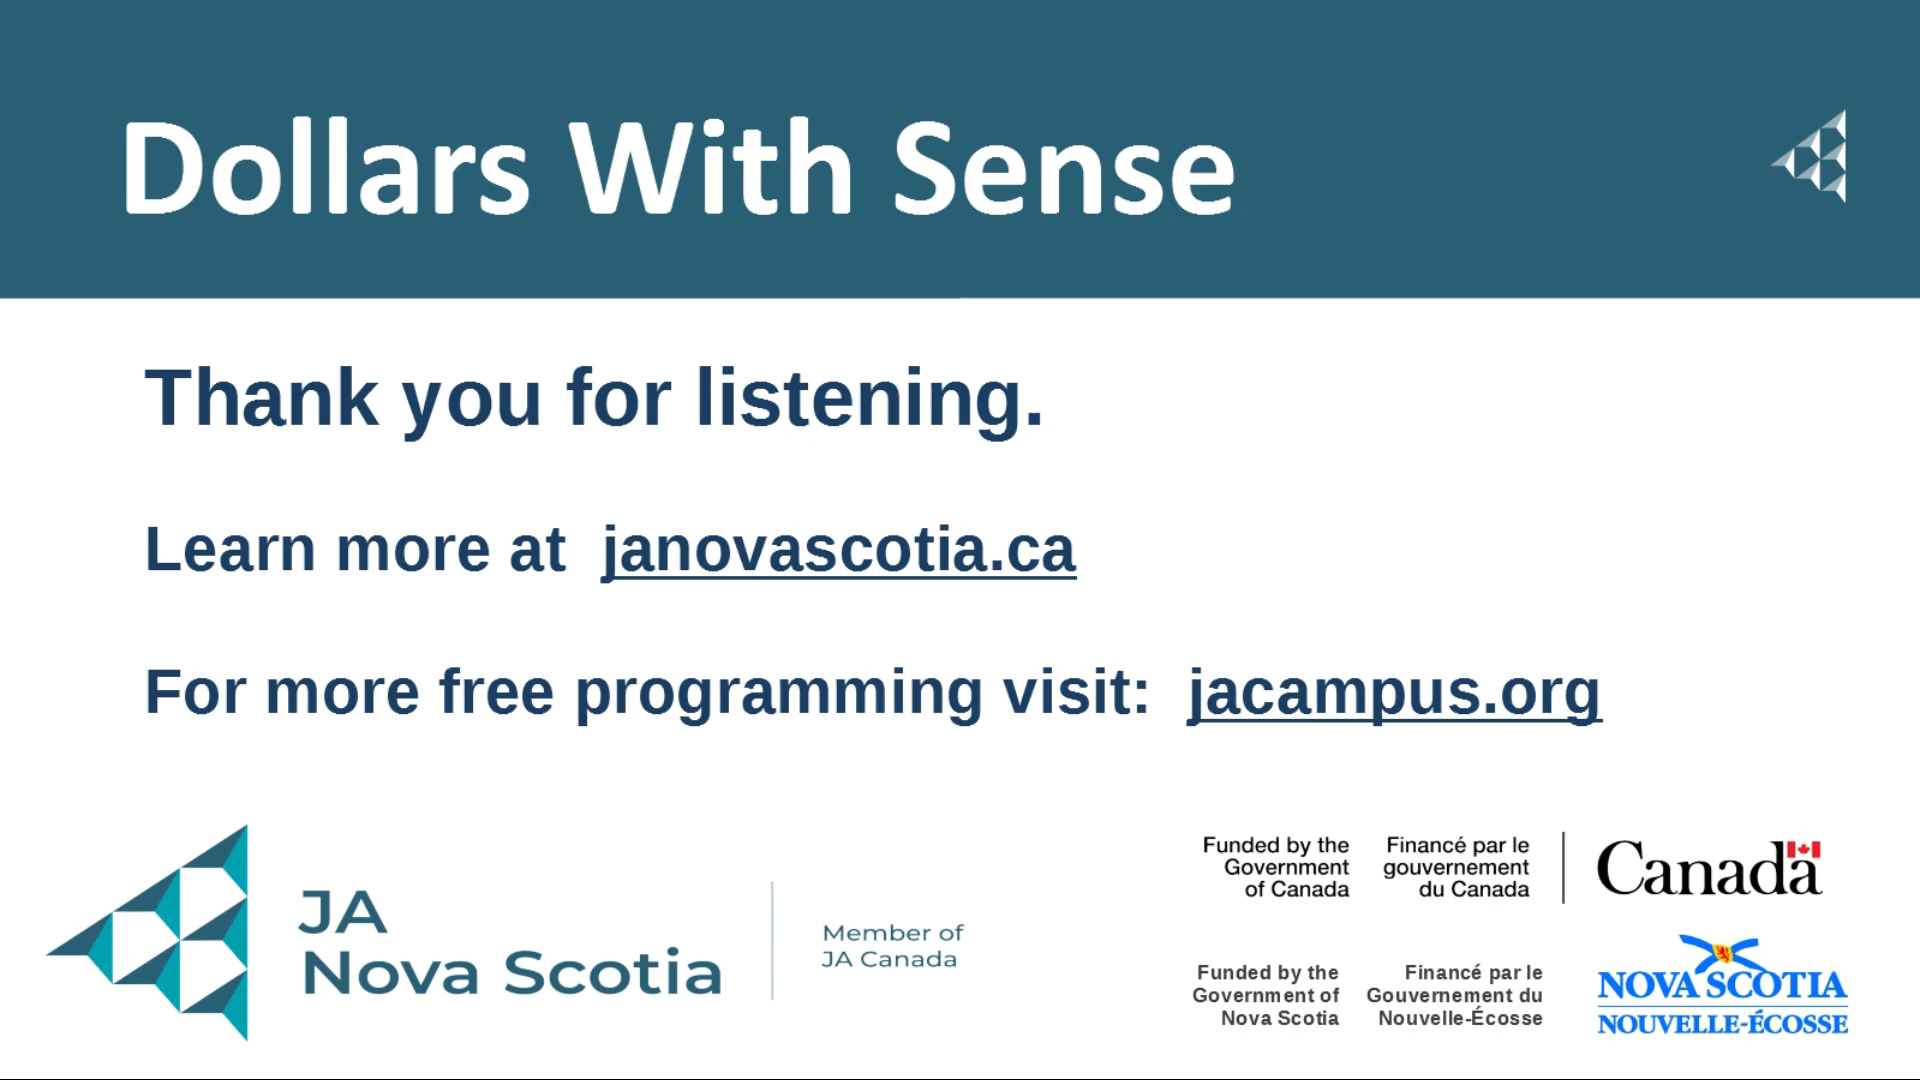 Dollars With Sense
Thank you for listening.
Learn more at janovascotia.ca
For more free programming visit: jacampus.org
JA
Nova Scotia
Member of
JA Canada
Funded by the
Government
of Canada
Financé par le
gouvernement
du Canada
Canada
Funded by the
Government of
Nova Scotia
Financé par le
Gouvernement du
Nouvelle-Écosse
NOVA SCOTIA
NOUVELLE-ÉCOSSE